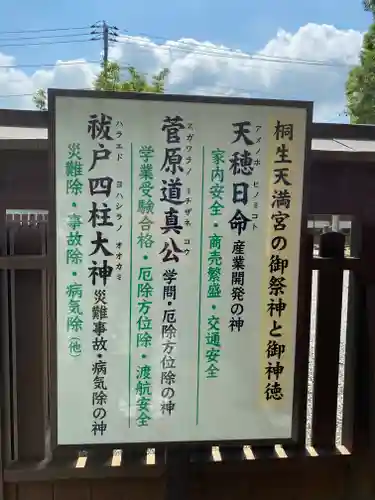 桐生天満宮の御祭神と御神徳
アメノホ ヒノミコト
天穂日命 産業開発の神
家内安全・商売繁盛・交通安全
スガワラノ ミチザネ コウ
菅原道真公 学問・厄除方位除の神
学業受験合格・厄除方位除・渡航安全
ハラエド ヨハシラノ オオカミ
祓戸四柱大神 災難事故・病気除の神
災難除・事故除・病気除(他)